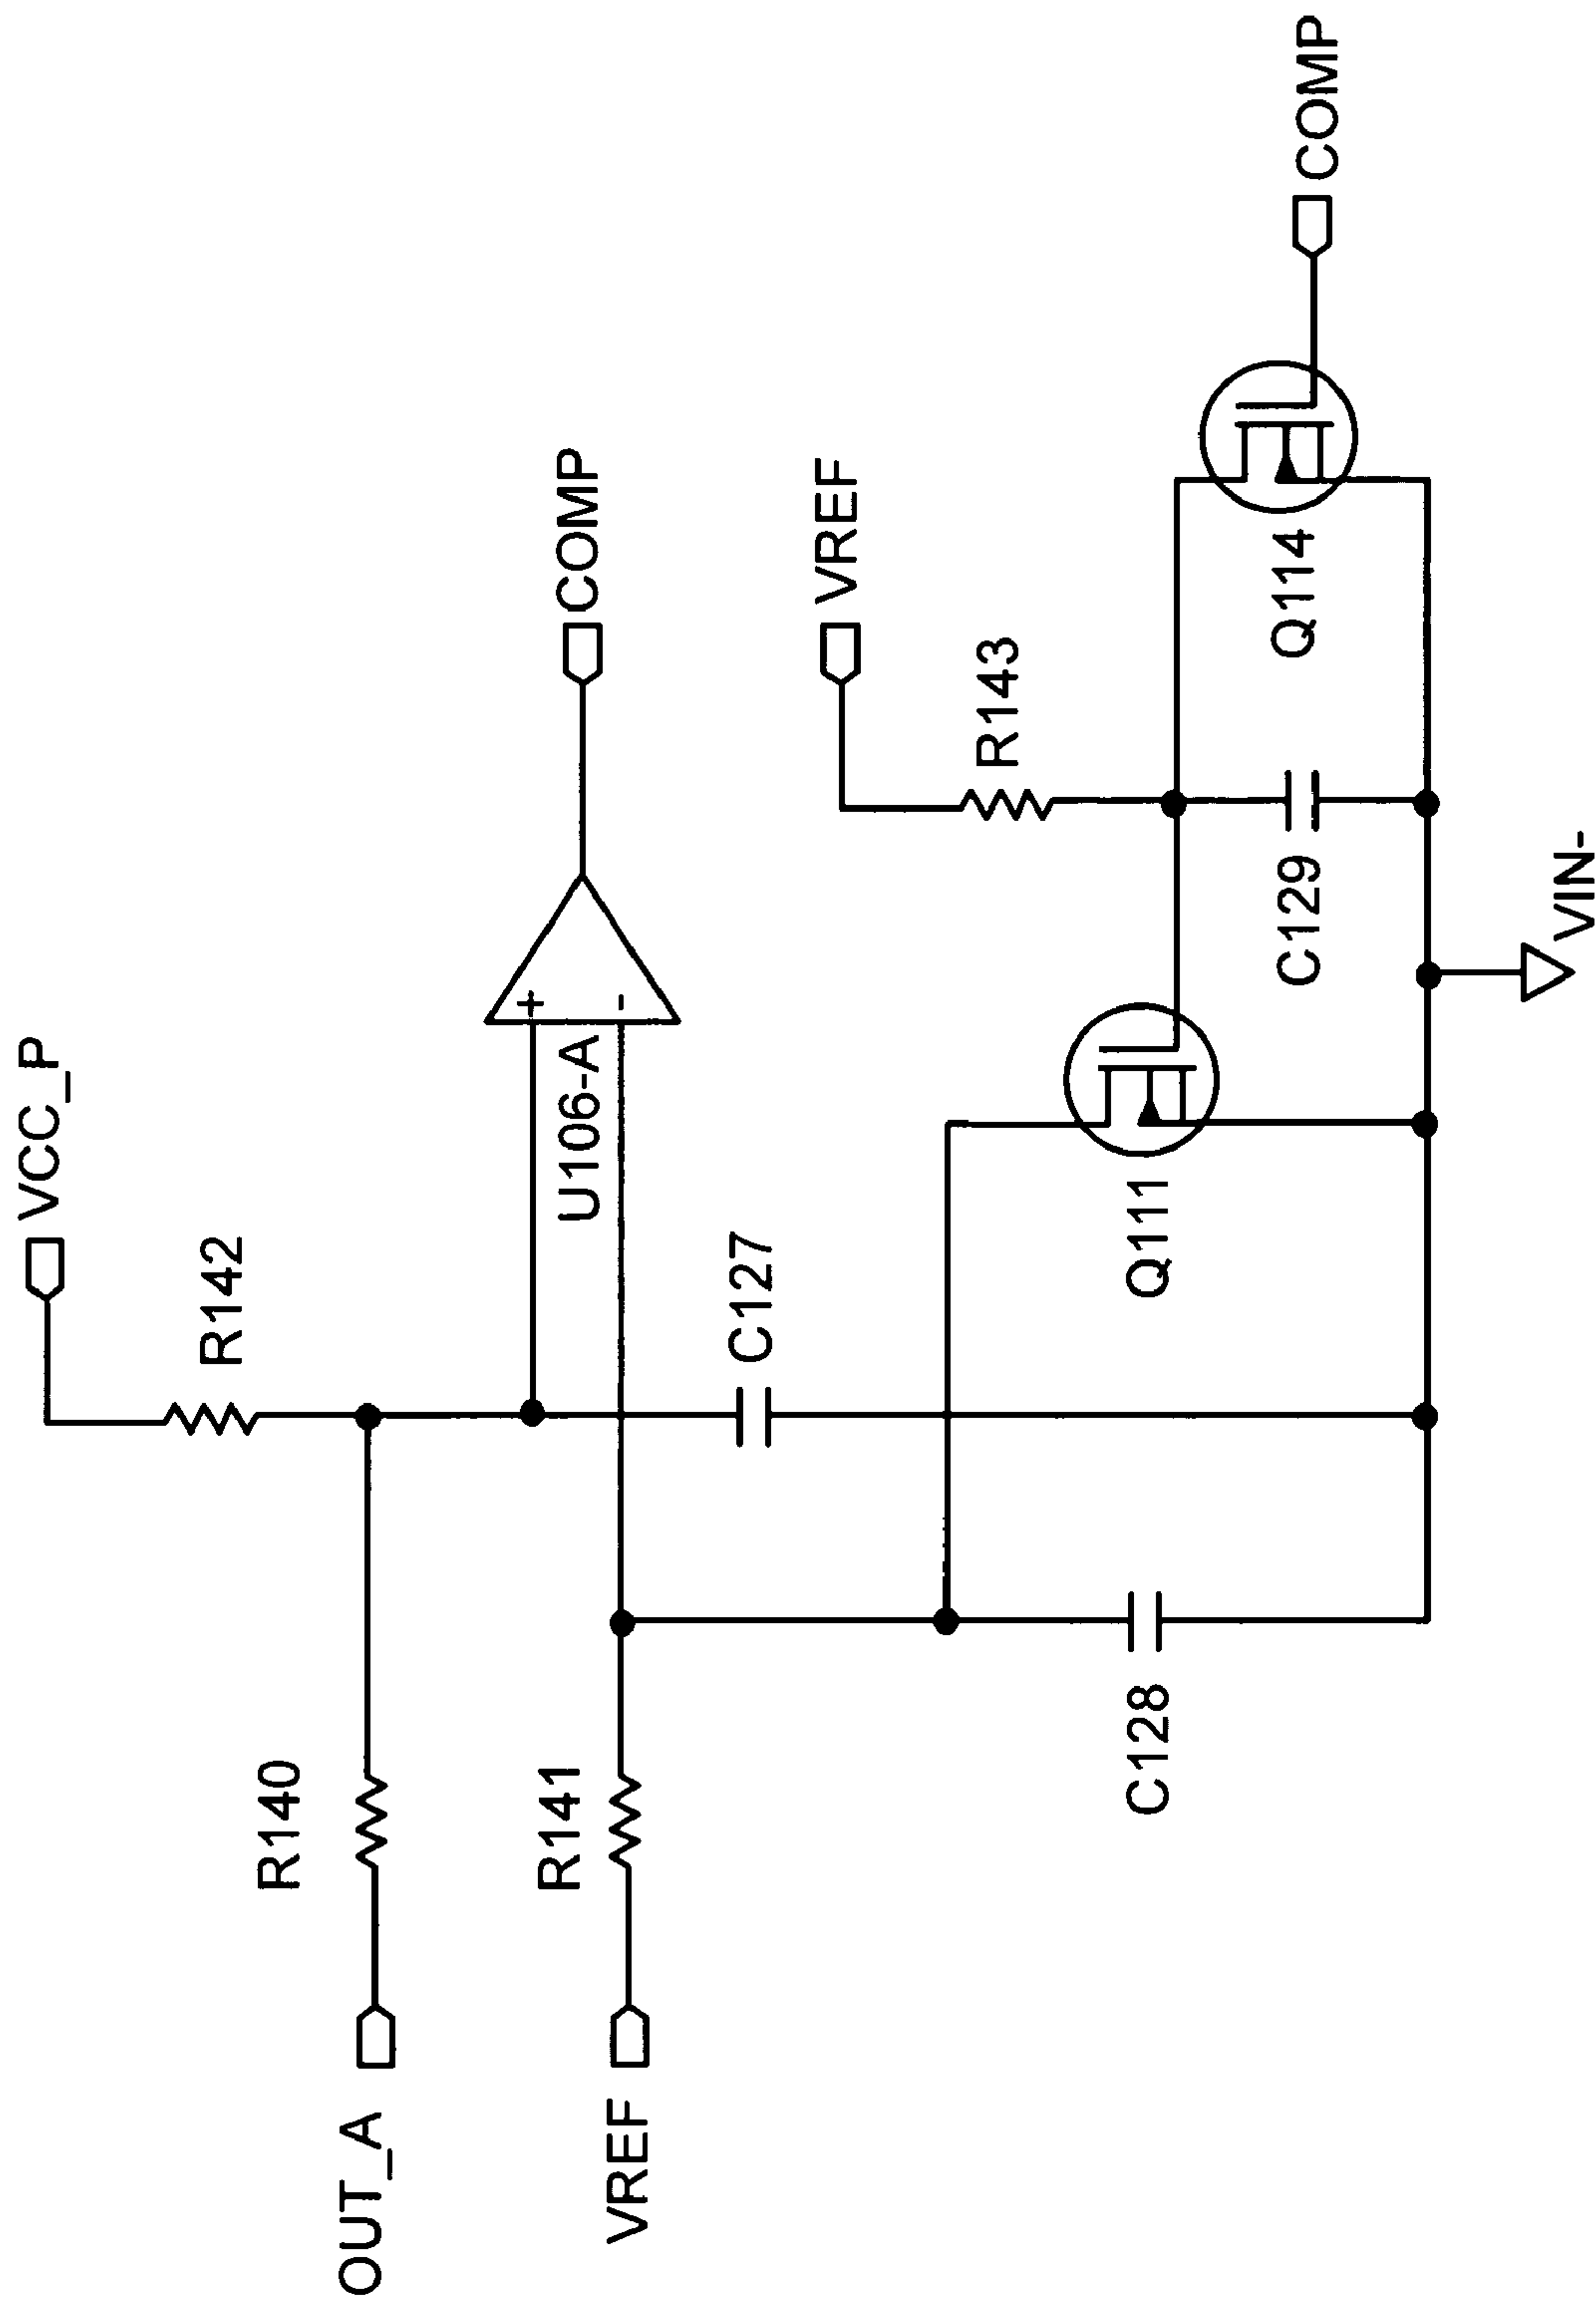 VCC_P
R142
OUT_A
R140
+
U106-A
-
COMP
VREF
R141
C127
VREF
R143
C128
Q111
C129
Q114
COMP
VIN-